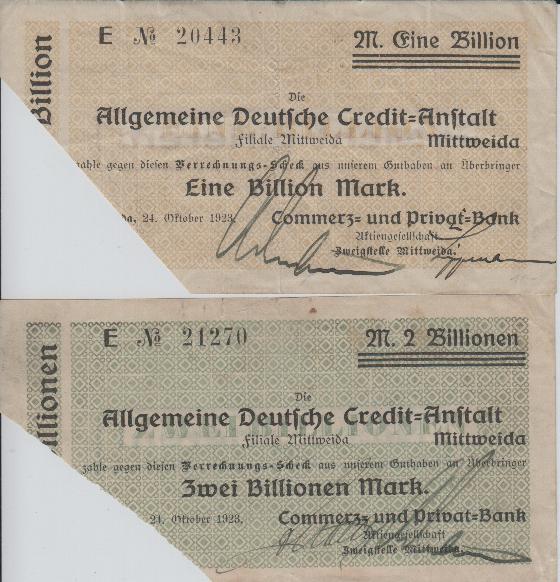 Billion
E № 20443
M. Eine Billion
Die
Allgemeine Deutsche Credit=Anstalt
Filiale Mittweida Mittweida
zahle gegen diesen Verrechnungs-Scheck aus unserem Guthaben an Überbringer
Eine Billion Mark.
da, 24. Oktober 1923. Commerz= und Privat=Bank
Aktiengesellschaft
Zweigstelle Mittweida.
illionen
E № 21270
M. 2 Billionen
Die
Allgemeine Deutsche Credit=Anstalt
Filiale Mittweida Mittweida
zahle gegen diesen Verrechnungs-Scheck aus unserem Guthaben an Überbringer
Zwei Billionen Mark.
24. Oktober 1923. Commerz= und Privat=Bank
Aktiengesellschaft
Zweigstelle Mittweida.